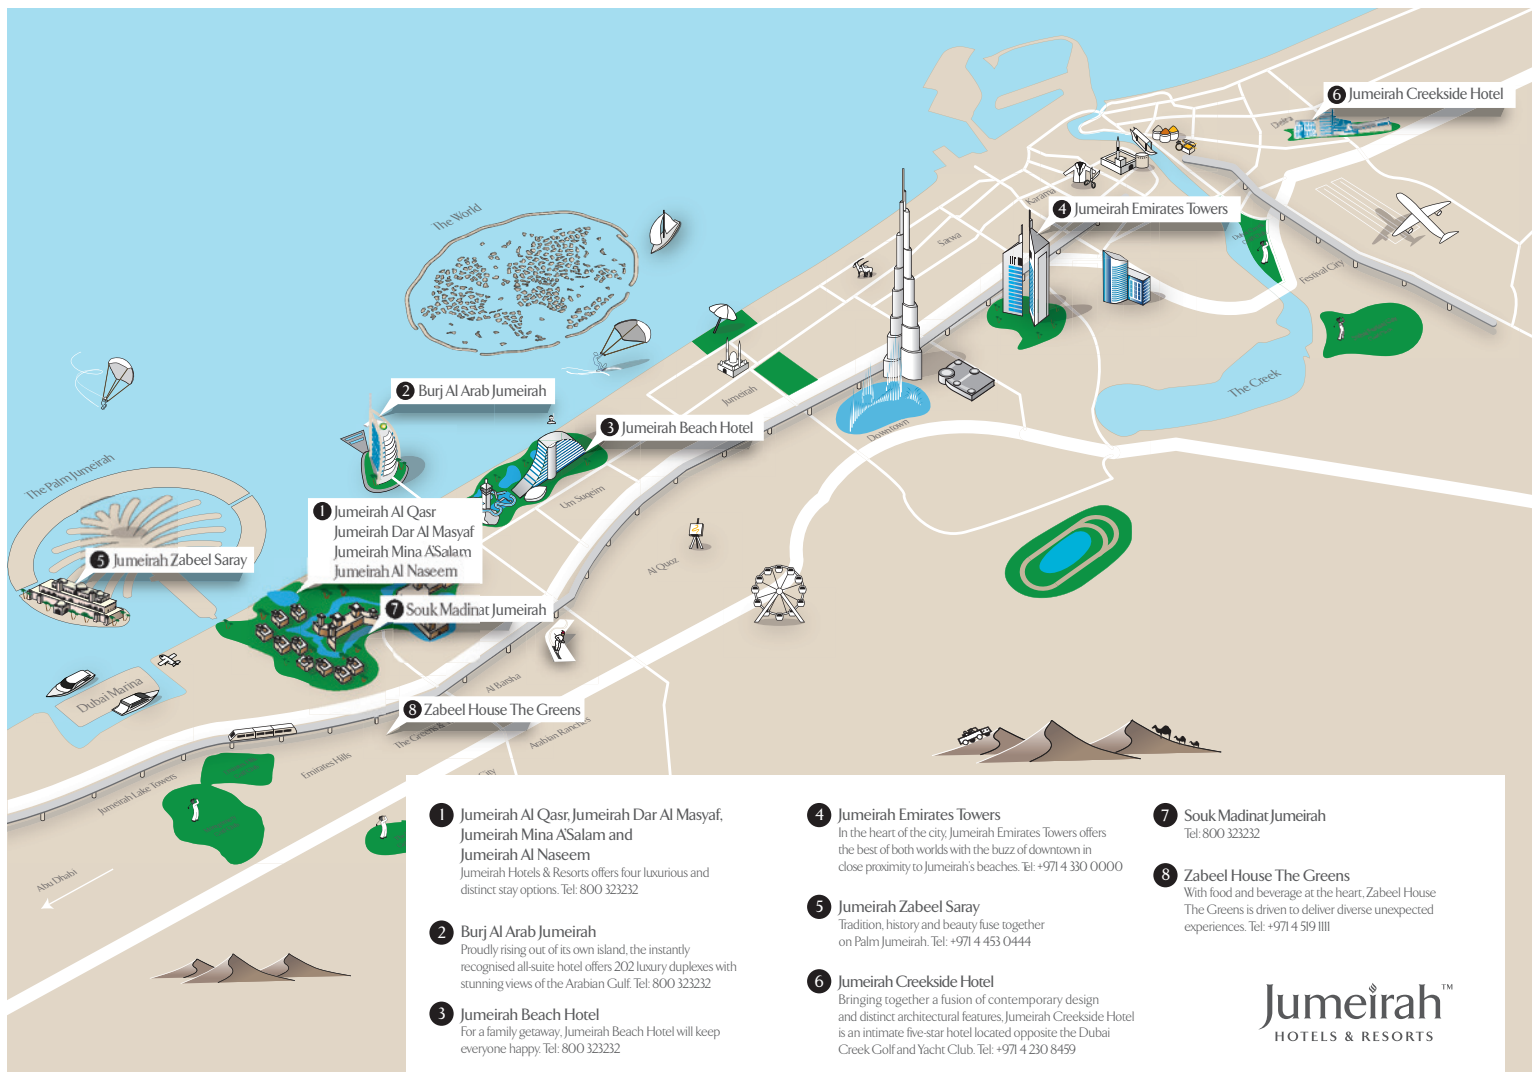 6 Jumeirah Creekside Hotel
Deira
Karama
4 Jumeirah Emirates Towers
The World
Satwa
Festival City
The Creek
2 Burj Al Arab Jumeirah
Jumeirah
3 Jumeirah Beach Hotel
Downtown
The Palm Jumeirah
Um Suqeim
1 Jumeirah Al Qasr
Jumeirah Dar Al Masyaf
Jumeirah Mina A'Salam
Jumeirah Al Naseem
5 Jumeirah Zabeel Saray
Al Quoz
7 Souk Madinat Jumeirah
Dubai Marina
Al Barsha
8 Zabeel House The Greens
The Greens &
Arabian Ranches
Emirates Hills
Jumeirah Lake Towers
City
Abu Dhabi
1 Jumeirah Al Qasr, Jumeirah Dar Al Masyaf,
Jumeirah Mina A'Salam and
Jumeirah Al Naseem
Jumeirah Hotels & Resorts offers four luxurious and
distinct stay options. Tel: 800 323232
2 Burj Al Arab Jumeirah
Proudly rising out of its own island, the instantly
recognised all-suite hotel offers 202 luxury duplexes with
stunning views of the Arabian Gulf. Tel: 800 323232
3 Jumeirah Beach Hotel
For a family getaway, Jumeirah Beach Hotel will keep
everyone happy. Tel: 800 323232
4 Jumeirah Emirates Towers
In the heart of the city, Jumeirah Emirates Towers offers
the best of both worlds with the buzz of downtown in
close proximity to Jumeirah's beaches. Tel: +971 4 330 0000
5 Jumeirah Zabeel Saray
Tradition, history and beauty fuse together
on Palm Jumeirah. Tel: +971 4 453 0444
6 Jumeirah Creekside Hotel
Bringing together a fusion of contemporary design
and distinct architectural features, Jumeirah Creekside Hotel
is an intimate five-star hotel located opposite the Dubai
Creek Golf and Yacht Club. Tel: +971 4 230 8459
7 Souk Madinat Jumeirah
Tel: 800 323232
8 Zabeel House The Greens
With food and beverage at the heart, Zabeel House
The Greens is driven to deliver diverse unexpected
experiences. Tel: +971 4 519 1111
Jumeirah™
HOTELS & RESORTS